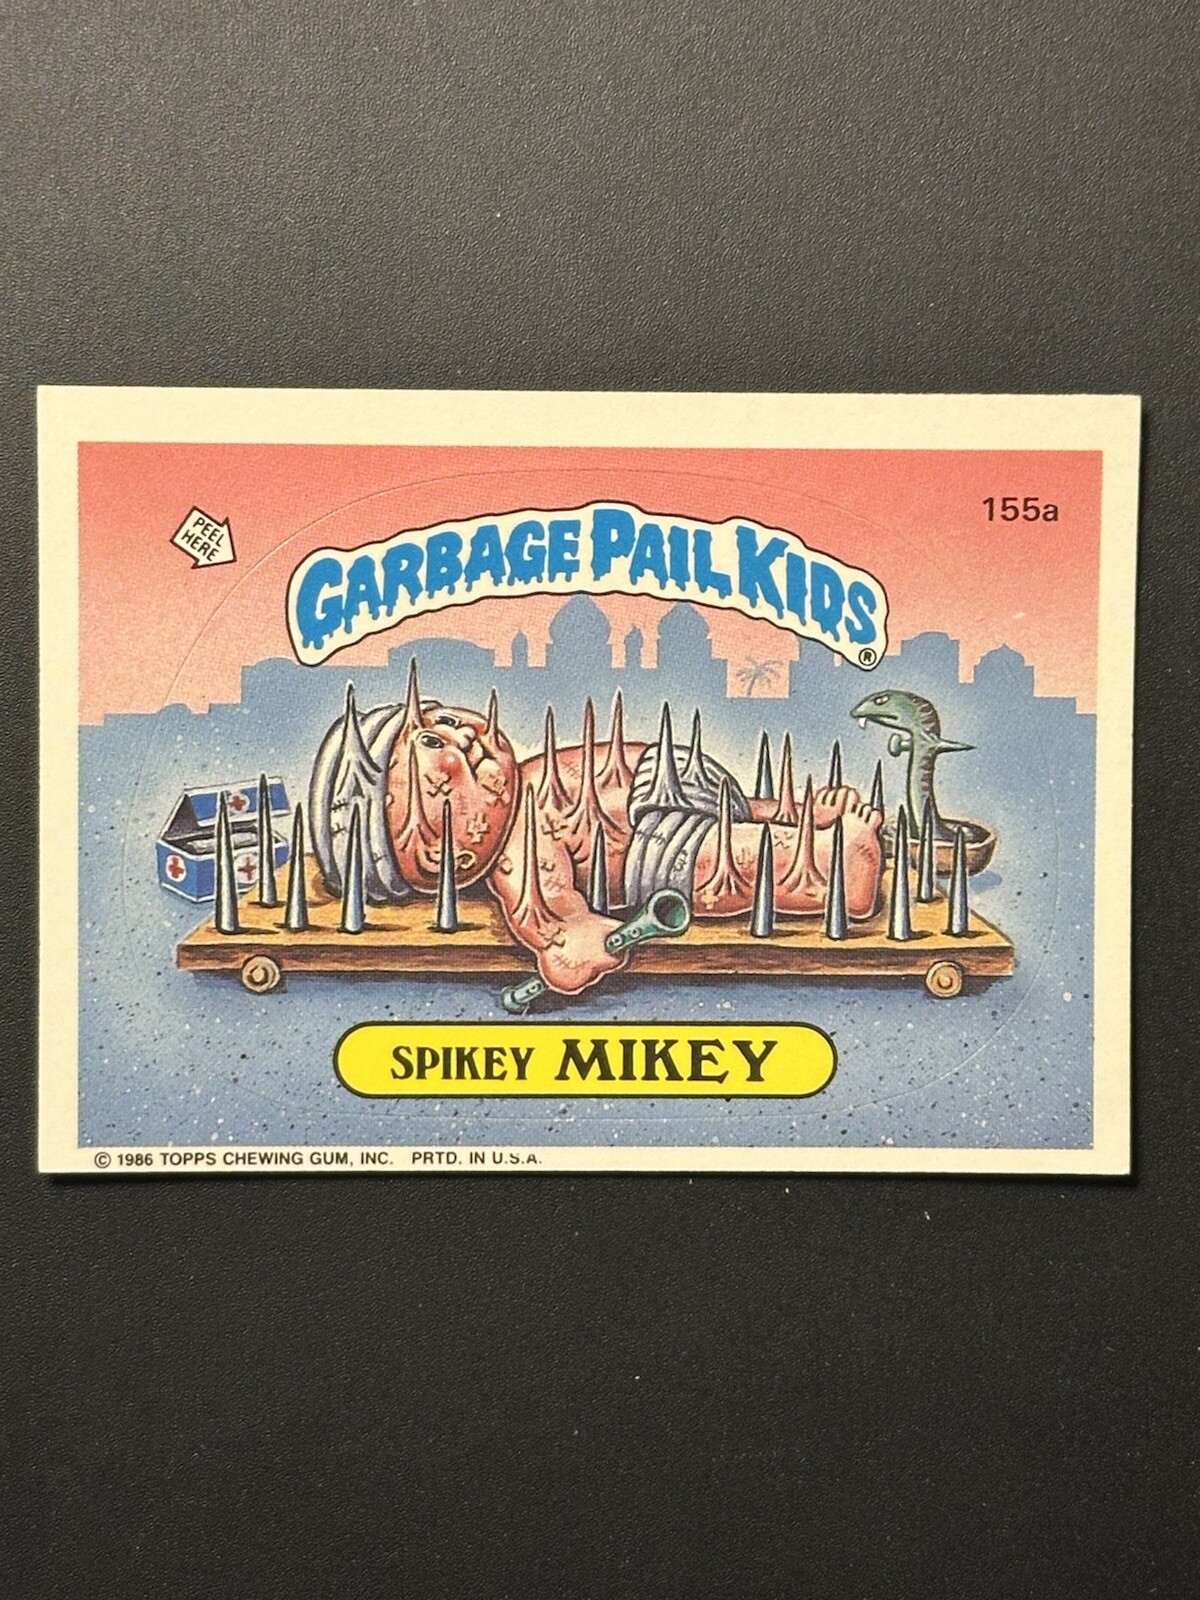 155a
PEEL
HERE
GARBAGE PAIL KIDS ®
SPIKEY MIKEY
© 1986 TOPPS CHEWING GUM, INC. PRTD. IN U.S.A.